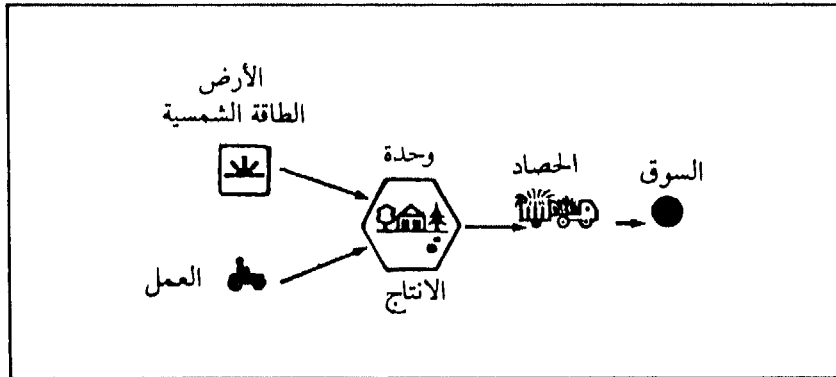 الأرض
الطاقة الشمسية
وحدة
الحصاد
السوق
العمل
الانتاج